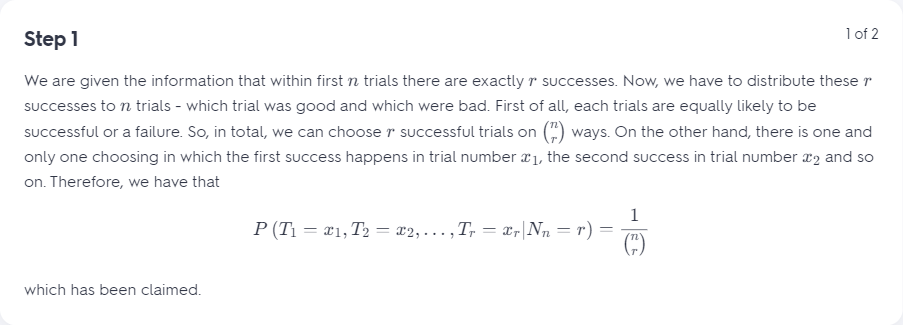 Step 1
1 of 2
We are given the information that within first n trials there are exactly r successes. Now, we have to distribute these r
successes to n trials - which trial was good and which were bad. First of all, each trials are equally likely to be
successful or a failure. So, in total, we can choose r successful trials on \binom{n}{r} ways. On the other hand, there is one and
only one choosing in which the first success happens in trial number x_1, the second success in trial number x_2 and so
on. Therefore, we have that
P(T_1 = x_1, T_2 = x_2, ..., T_r = x_r | N_n = r) = \frac{1}{\binom{n}{r}}
which has been claimed.